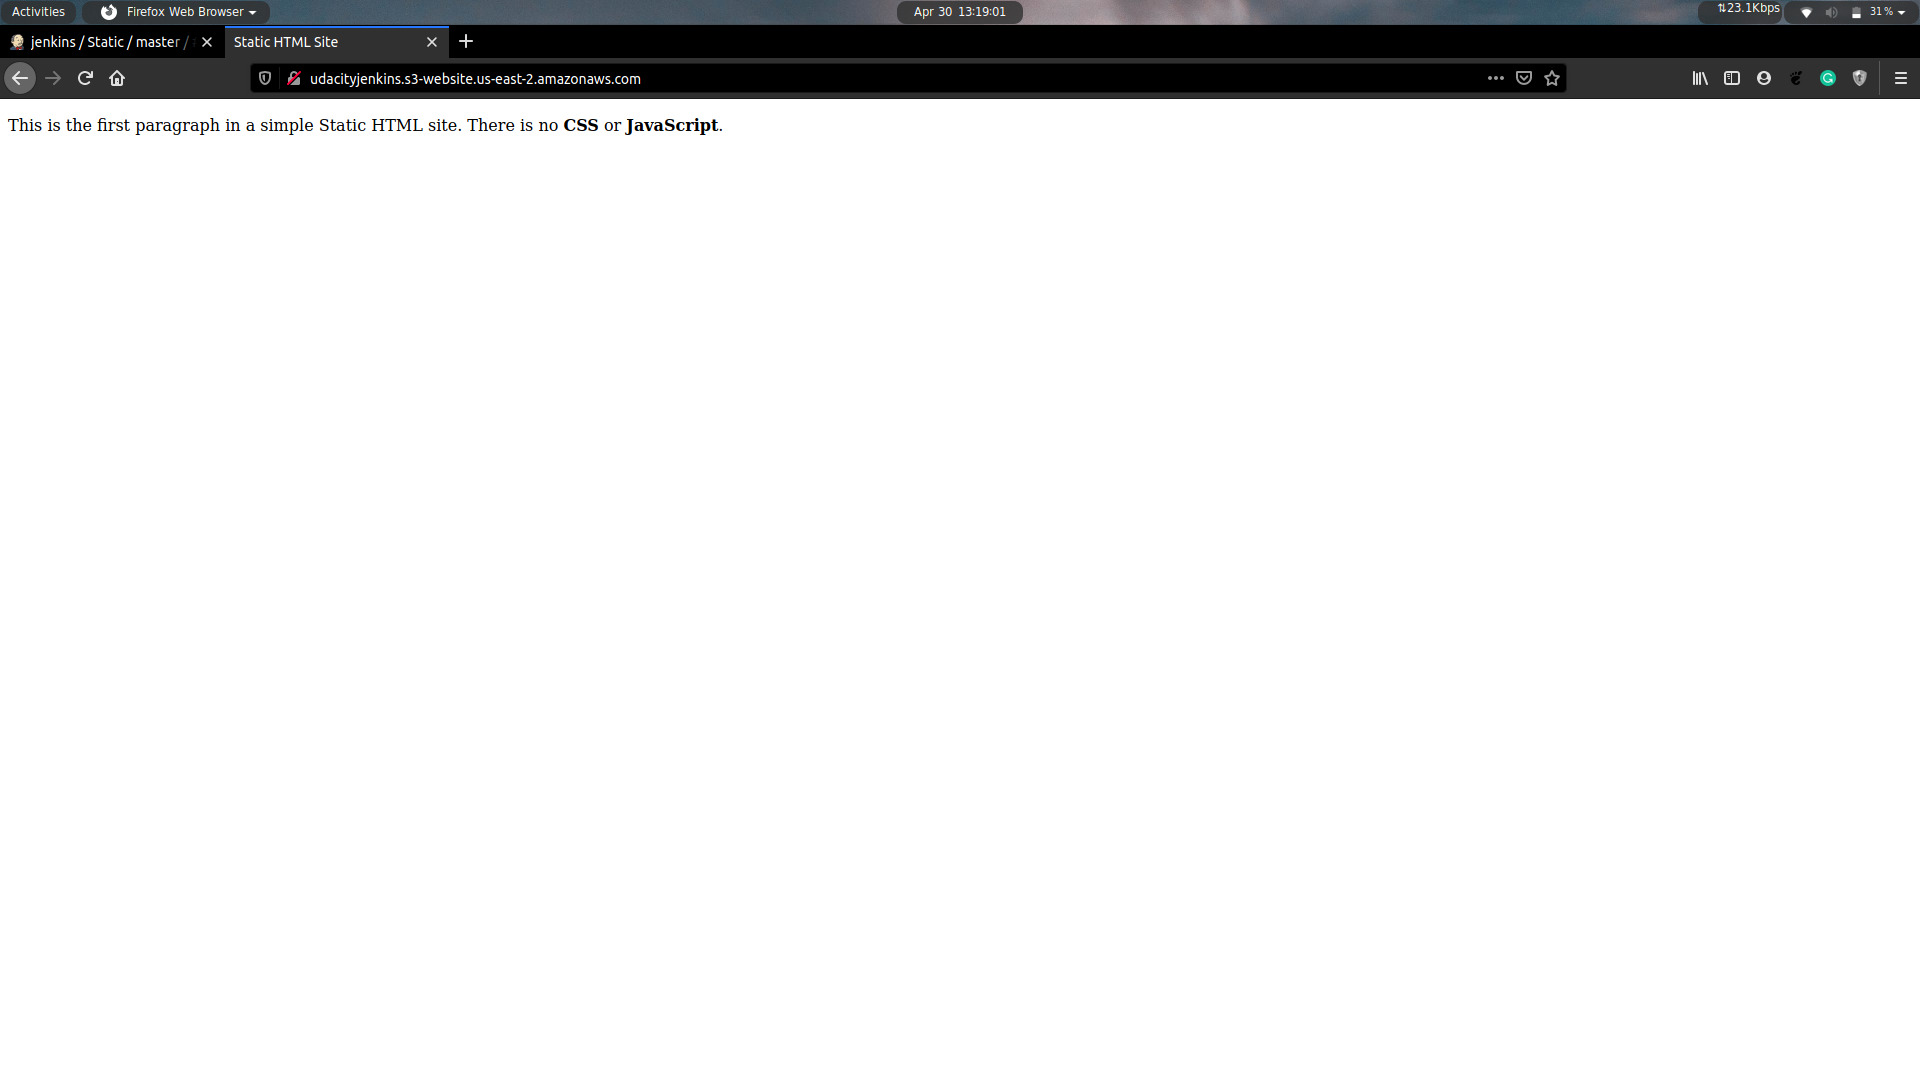 Activities Firefox Web Browser Apr 30 13:19:01 23.1Kbps 31%
jenkins / Static / master / Static HTML Site
udacityjenkins.s3-website.us-east-2.amazonaws.com
This is the first paragraph in a simple Static HTML site. There is no CSS or JavaScript.